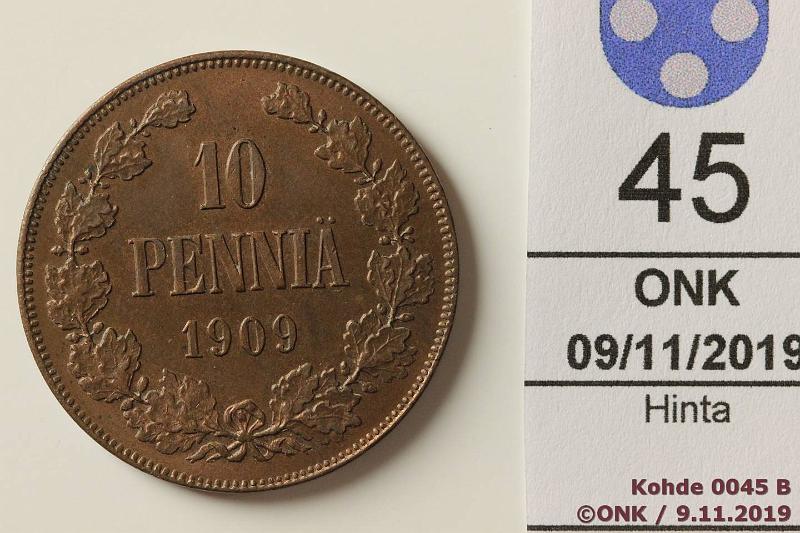 10
PENNIÄ
1909
45
ONK
09/11/2019
Hinta
Kohde 0045 B
©ONK / 9.11.2019